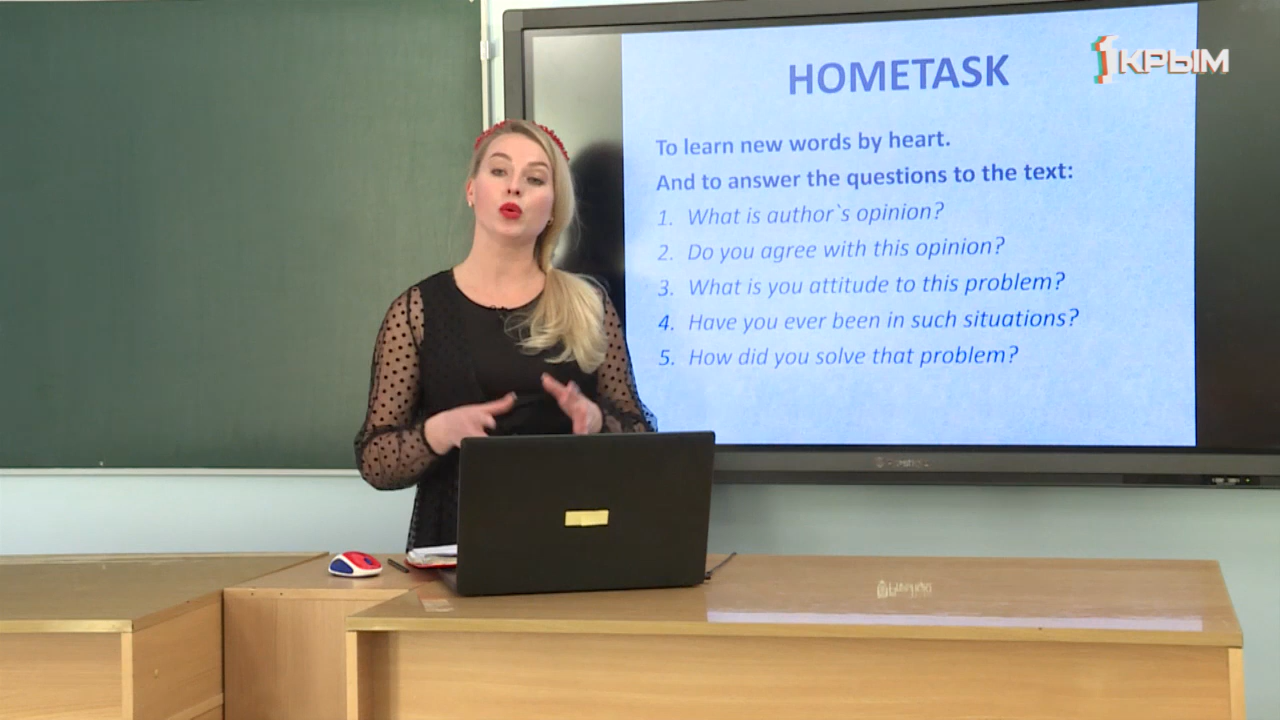 HOMETASK
1КРЫМ
To learn new words by heart.
And to answer the questions to the text:
1. What is author`s opinion?
2. Do you agree with this opinion?
3. What is you attitude to this problem?
4. Have you ever been in such situations?
5. How did you solve that problem?